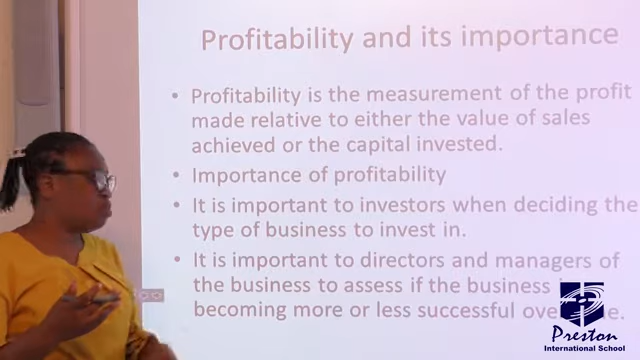 Profitability and its importance
• Profitability is the measurement of the profit
made relative to either the value of sales
achieved or the capital invested.
• Importance of profitability
• It is important to investors when deciding the
type of business to invest in.
• It is important to directors and managers of
the business to assess if the business
becoming more or less successful over
Preston
International School